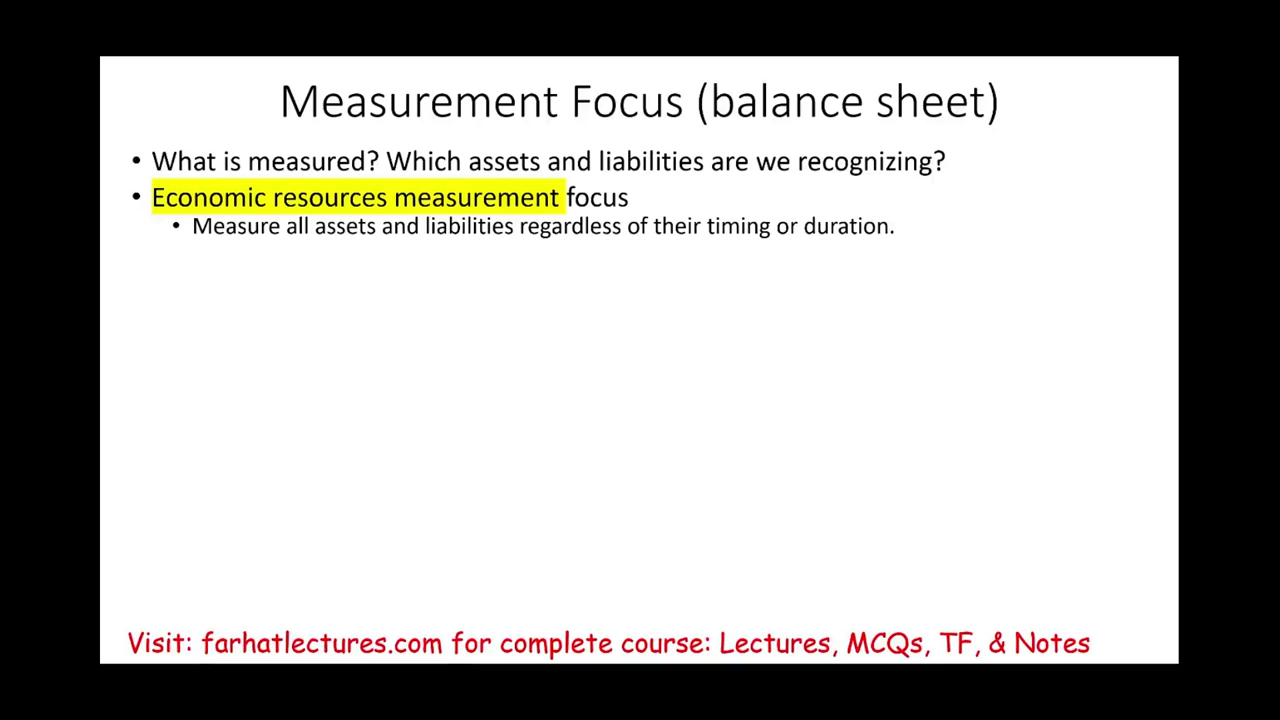 Measurement Focus (balance sheet)
• What is measured? Which assets and liabilities are we recognizing?
• Economic resources measurement focus
• Measure all assets and liabilities regardless of their timing or duration.
Visit: farhatlectures.com for complete course: Lectures, MCQs, TF, & Notes